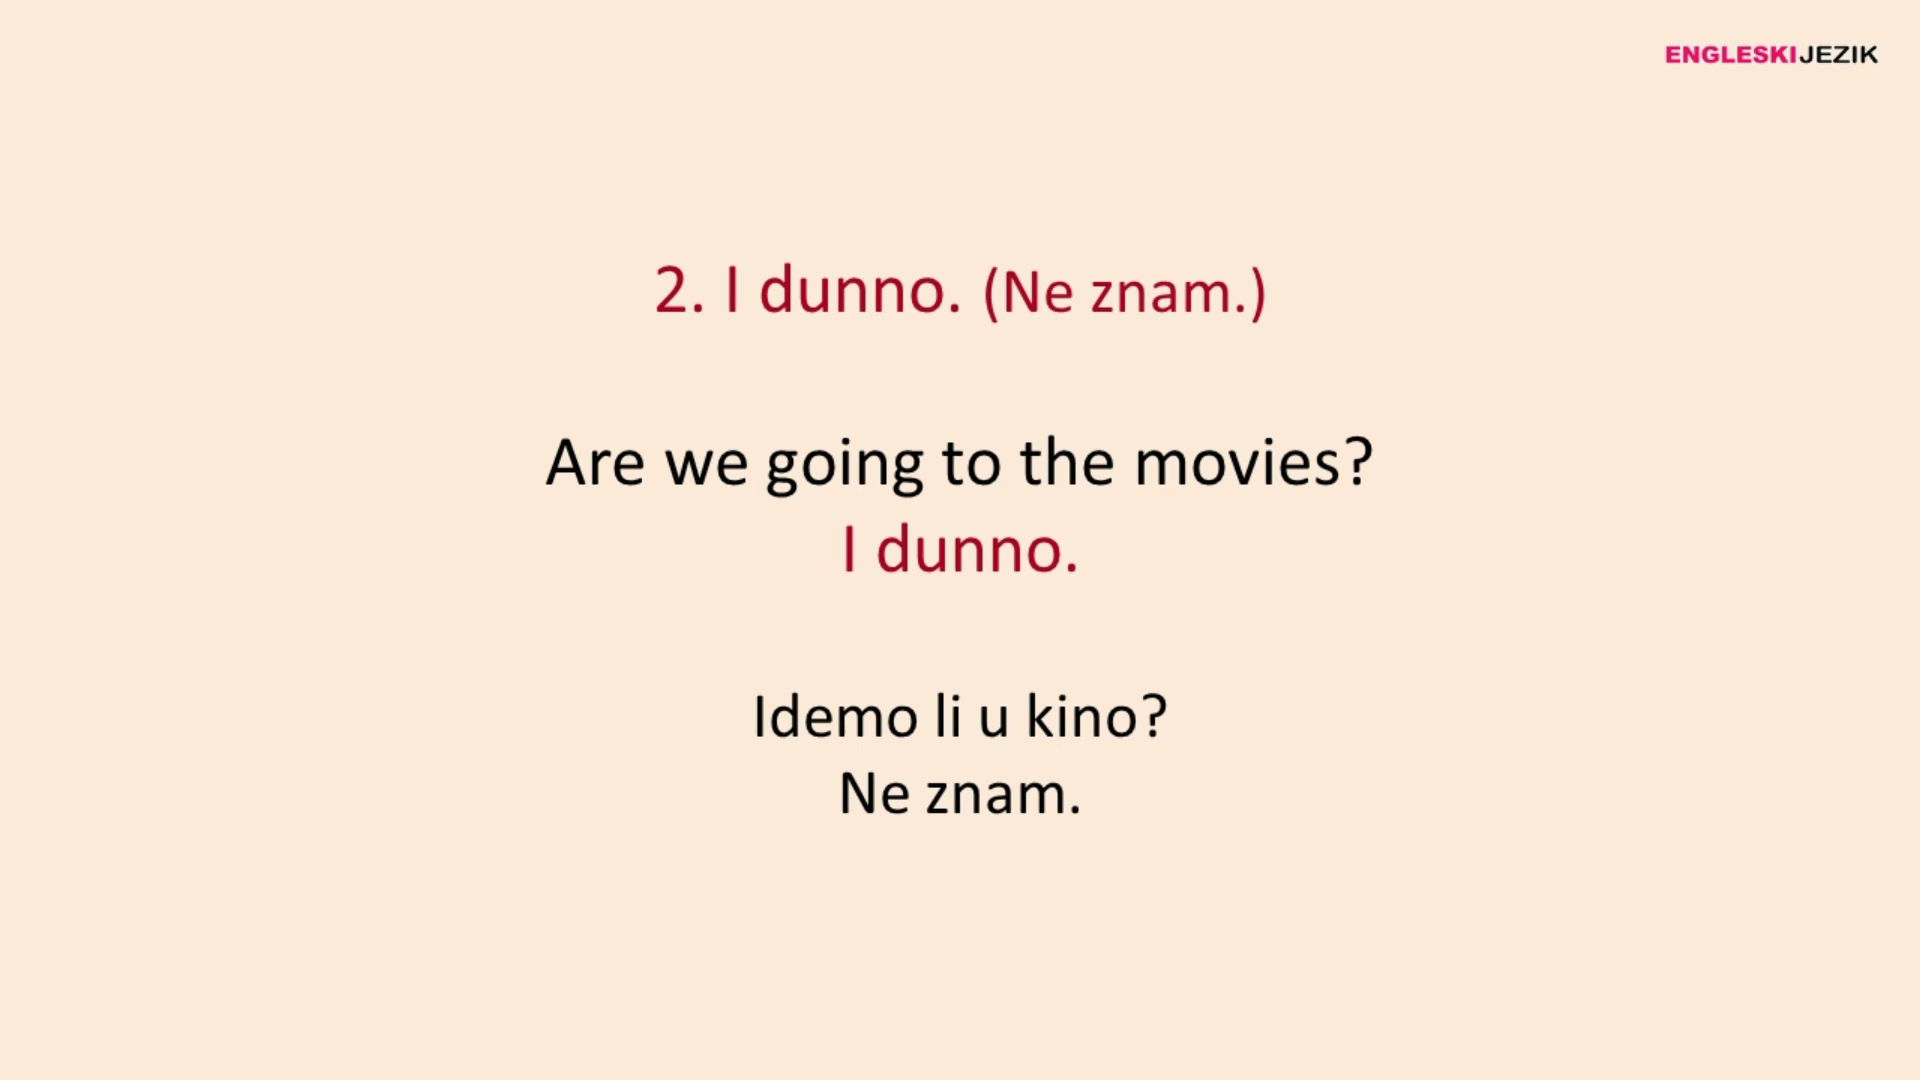 ENGLESKIJEZIK
2. I dunno. (Ne znam.)
Are we going to the movies?
I dunno.
Idemo li u kino?
Ne znam.